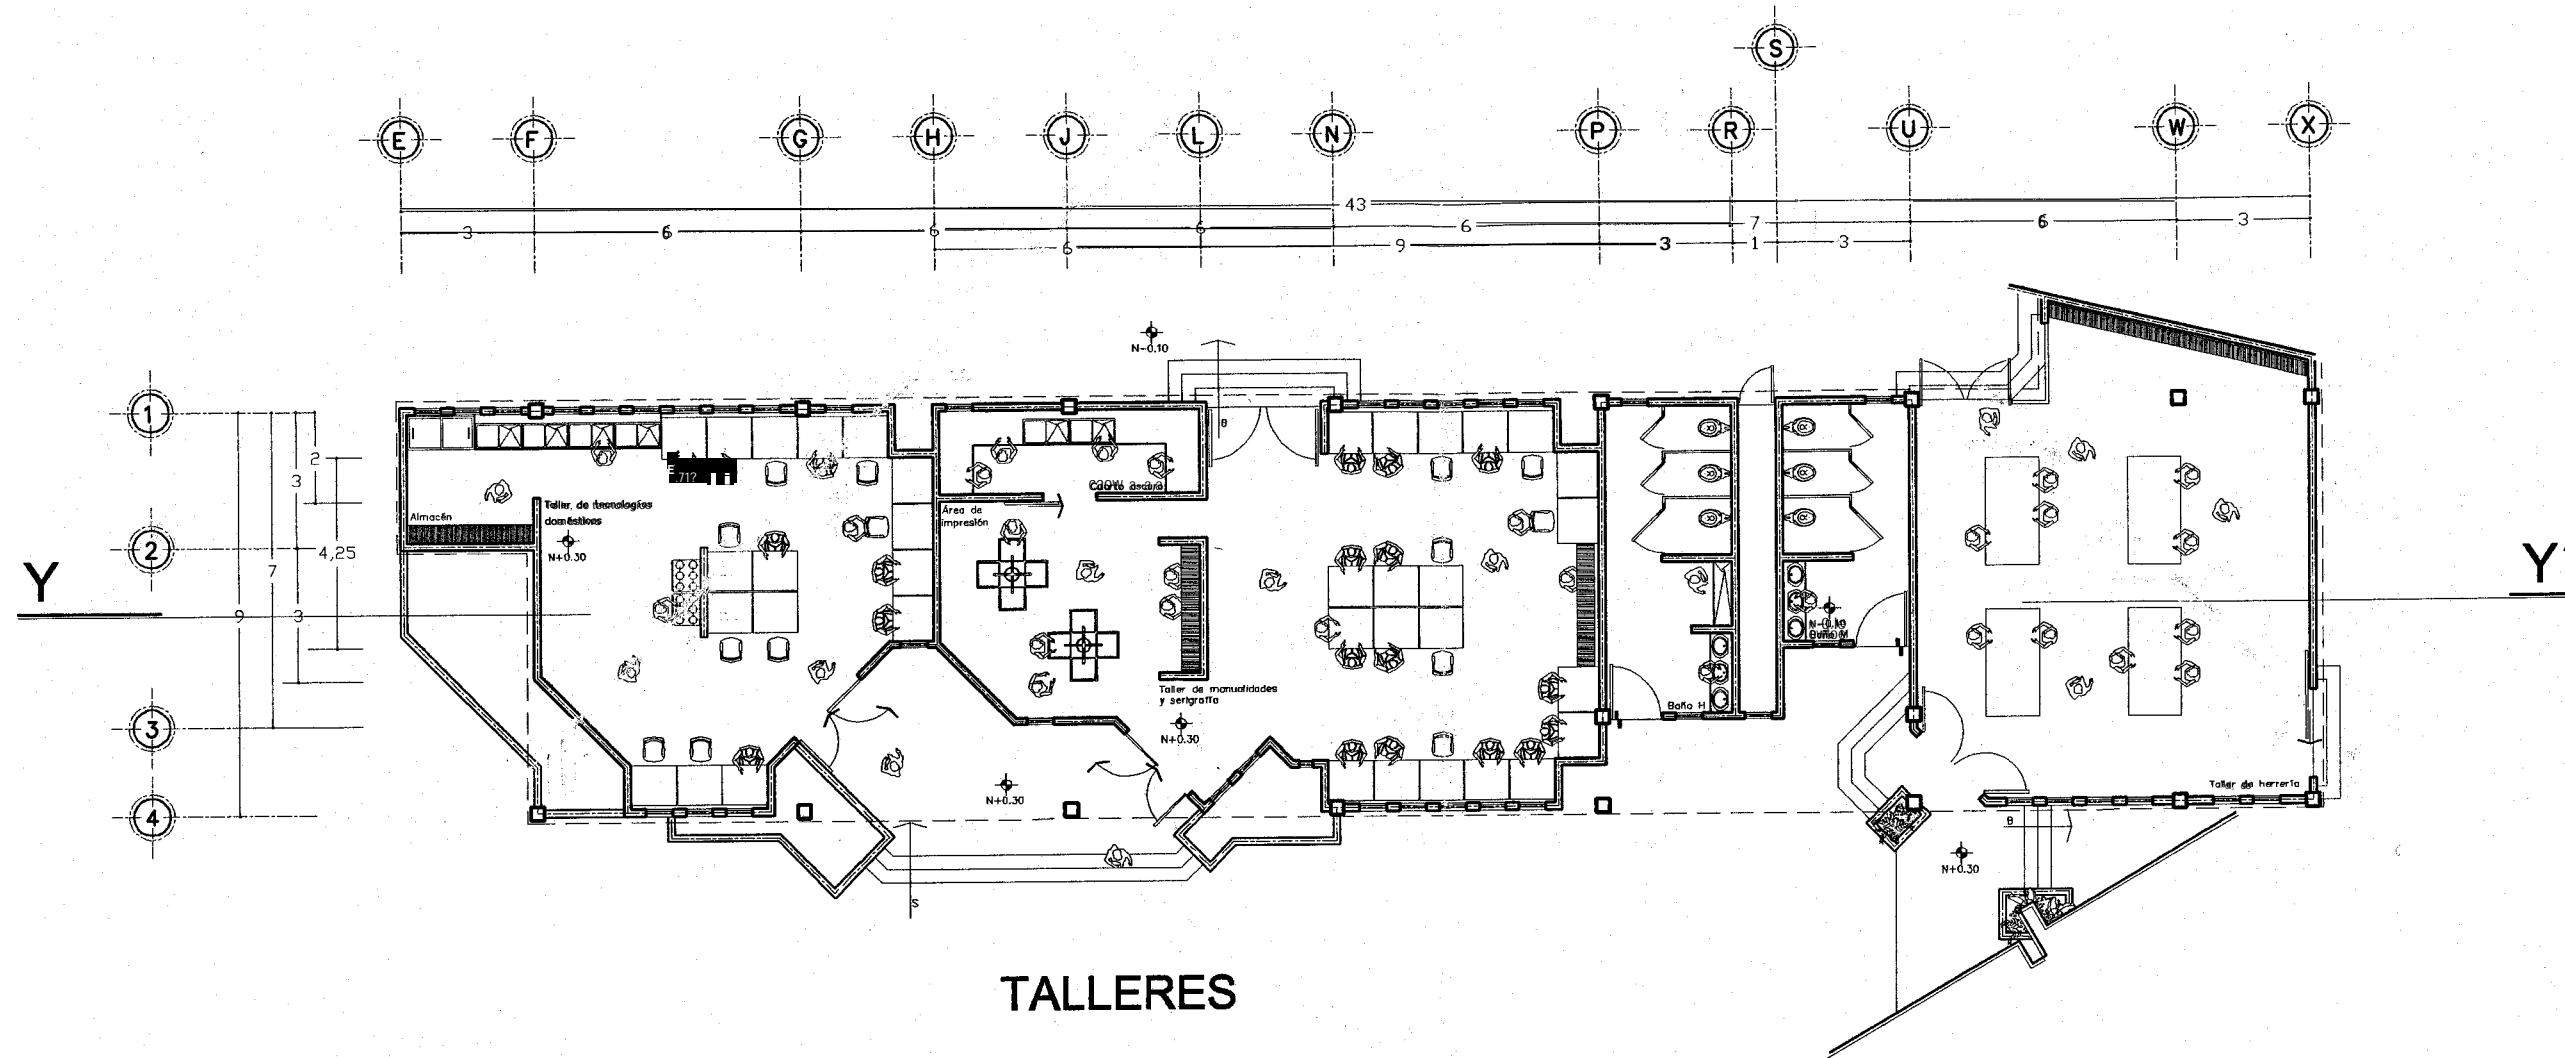 S
E F G H J L N P R U W X
43
3 6 6 6 6 7 6 3
6 9 3 1 3
N-0.10
1
2
3
4
2
3
4,25
7
9
3
B
Almacén
Taller de tecnologías
domésticas
N+0.30
Cuarto oscuro
Área de
impresión
Taller de manualidades
y serigrafía
N+0.30
N+0.30
S
Baño H
N-0.10
Baño M
Taller de herrería
B
N+0.30
Y
Y'
TALLERES